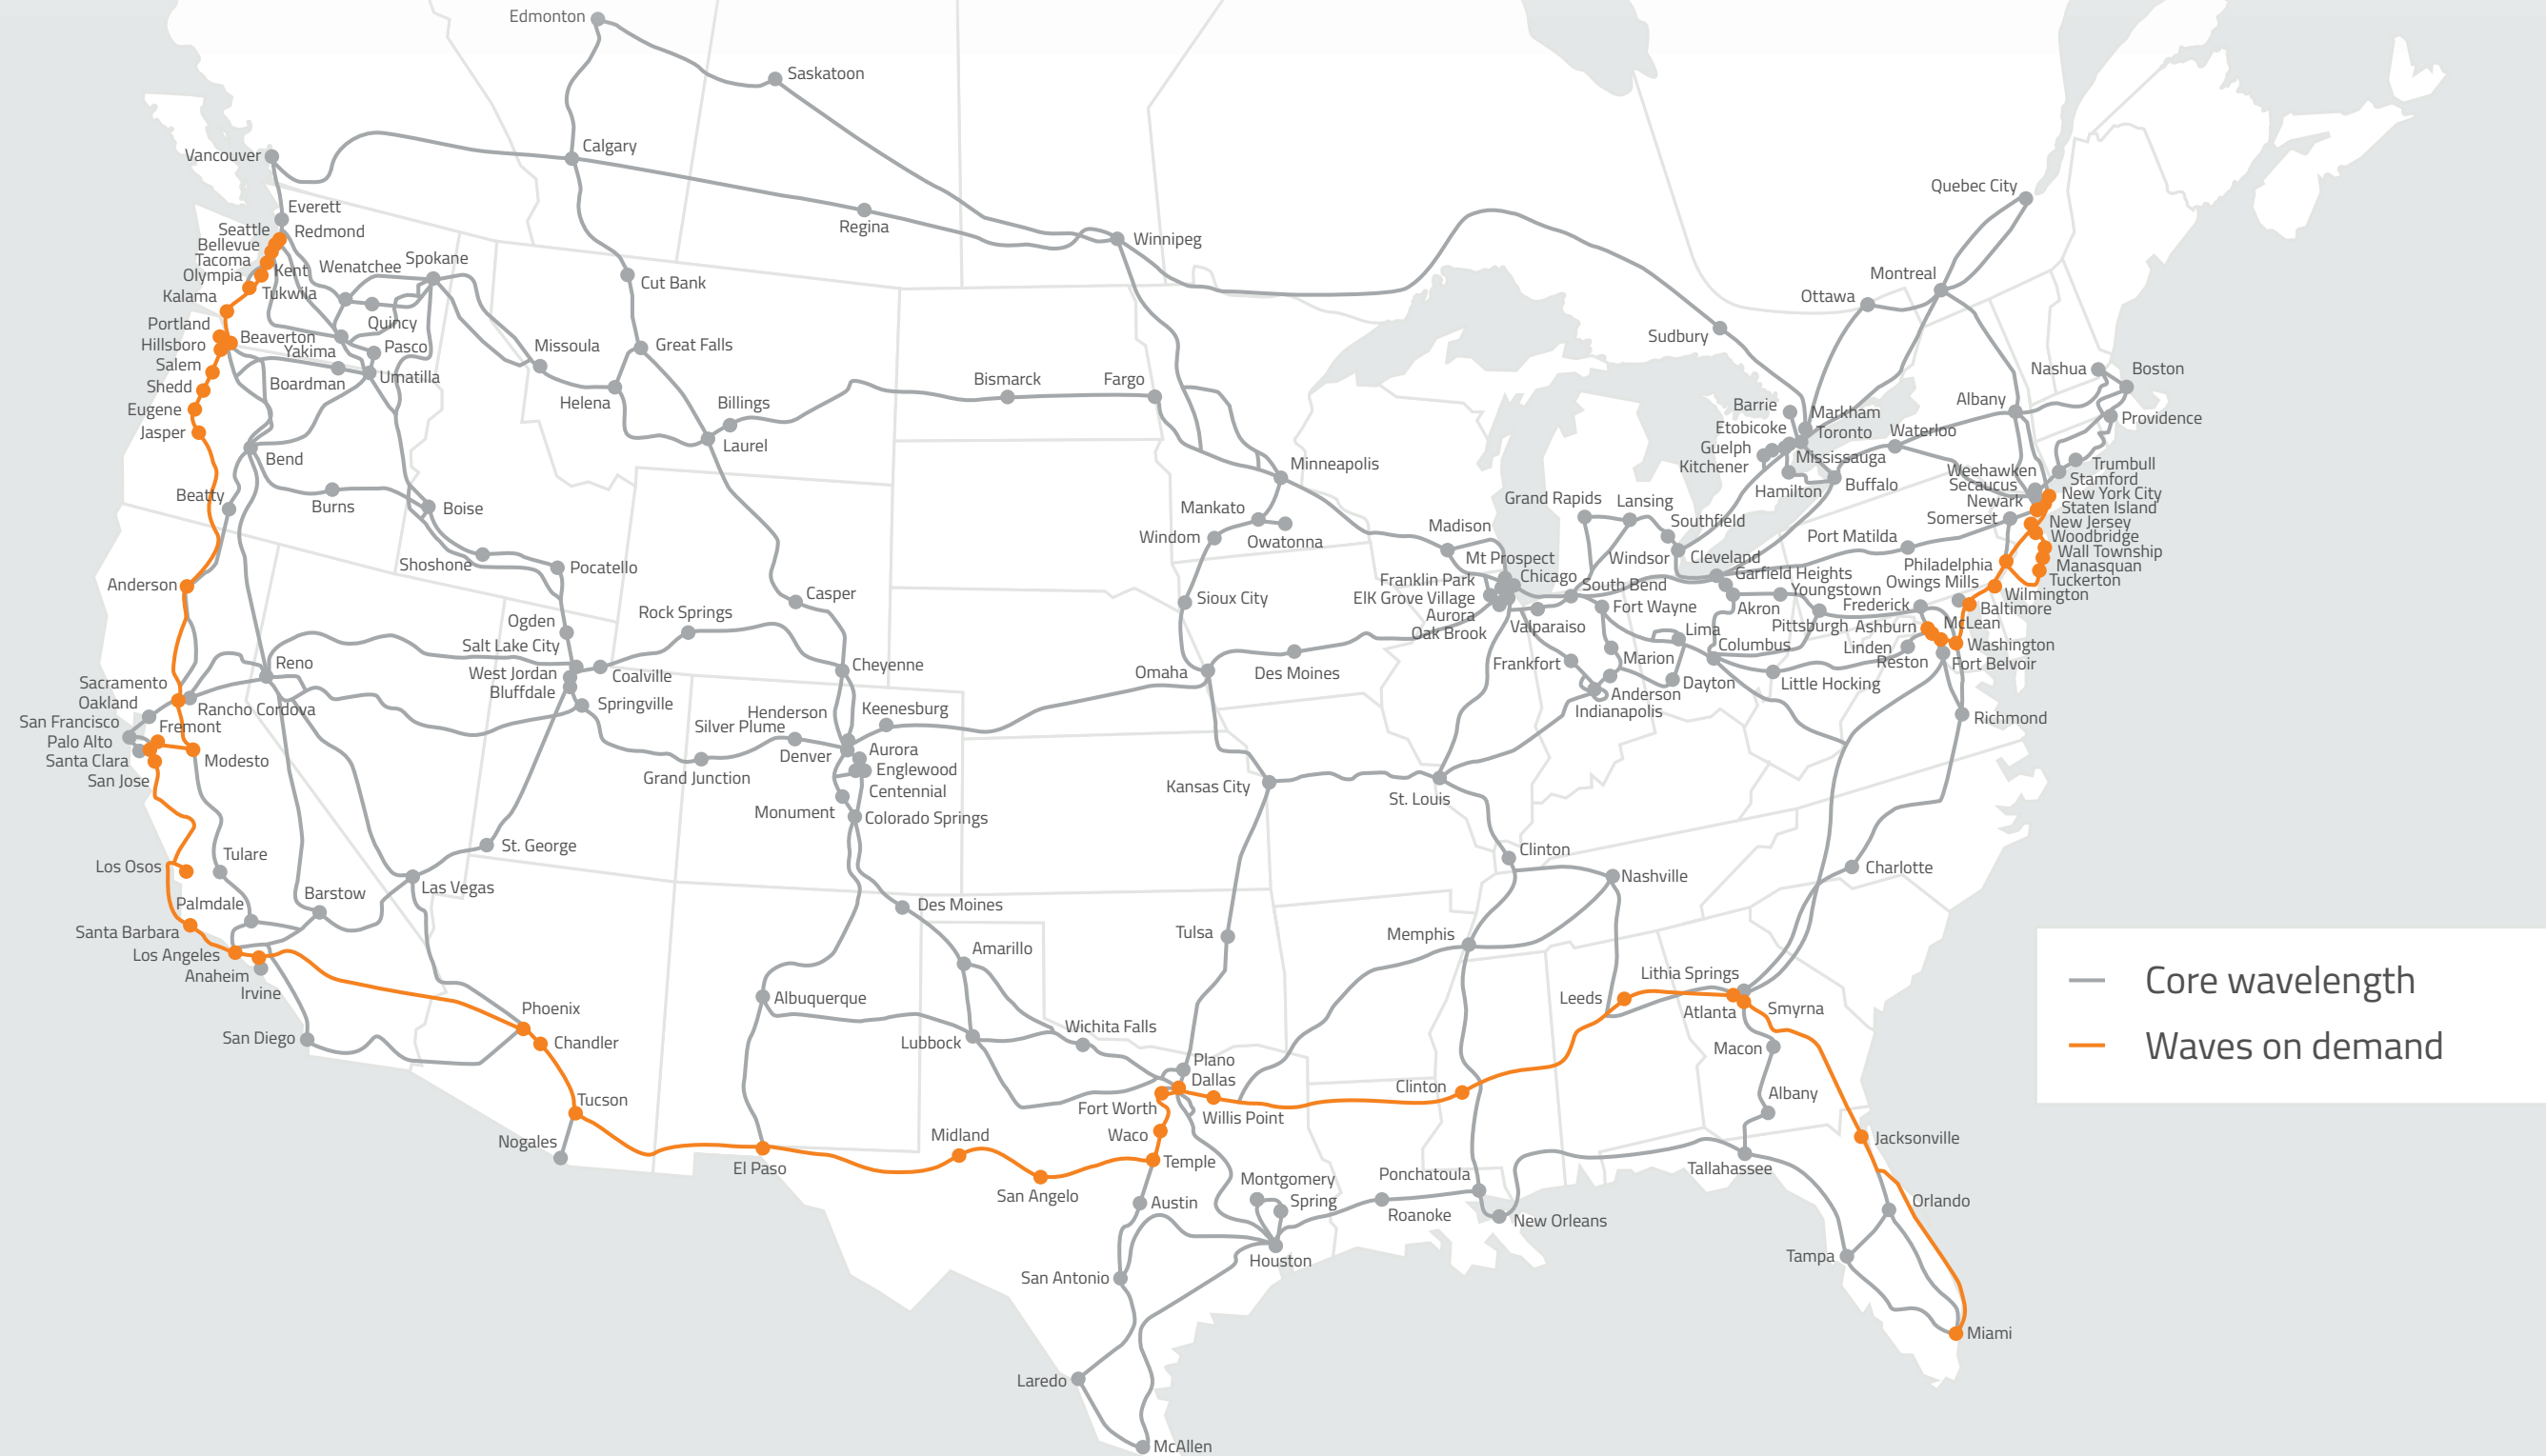 Edmonton
Saskatoon
Calgary
Vancouver
Quebec City
Everett
Seattle
Redmond
Regina
Winnipeg
Bellevue
Tacoma
Olympia
Kent
Wenatchee
Spokane
Montreal
Cut Bank
Kalama
Tukwila
Ottawa
Portland
Quincy
Beaverton
Hillsboro
Yakima
Pasco
Missoula
Great Falls
Sudbury
Salem
Shedd
Boardman
Umatilla
Bismarck
Fargo
Nashua
Boston
Eugene
Helena
Billings
Barrie
Markham
Albany
Providence
Jasper
Laurel
Etobicoke
Toronto
Waterloo
Bend
Guelph
Mississauga
Kitchener
Minneapolis
Weehawken
Trumbull
Secaucus
Stamford
Beatty
Burns
Boise
Hamilton
Buffalo
Newark
New York City
Staten Island
Mankato
Grand Rapids
Lansing
Somerset
New Jersey
Windom
Owatonna
Madison
Southfield
Port Matilda
Woodbridge
Wall Township
Mt Prospect
Windsor
Cleveland
Philadelphia
Manasquan
Shoshone
Pocatello
Franklin Park
Chicago
South Bend
Garfield Heights
Owings Mills
Tuckerton
Anderson
Casper
Sioux City
ElK Grove Village
Youngstown
Wilmington
Aurora
Fort Wayne
Akron
Frederick
Baltimore
Ogden
Rock Springs
Oak Brook
Valparaiso
Lima
Pittsburgh
Ashburn
McLean
Salt Lake City
Columbus
Linden
Washington
Reno
West Jordan
Coalville
Cheyenne
Omaha
Des Moines
Frankfort
Marion
Reston
Fort Belvoir
Sacramento
Bluffdale
Dayton
Little Hocking
Oakland
Rancho Cordova
Springville
Henderson
Keenesburg
Anderson
Indianapolis
San Francisco
Fremont
Silver Plume
Richmond
Palo Alto
Denver
Aurora
Santa Clara
Modesto
Englewood
San Jose
Grand Junction
Centennial
Kansas City
St. Louis
Monument
Colorado Springs
St. George
Clinton
Los Osos
Tulare
Charlotte
Nashville
Las Vegas
Barstow
Palmdale
Des Moines
Santa Barbara
Tulsa
Memphis
Los Angeles
Amarillo
Anaheim
Lithia Springs
Core wavelength
Irvine
Albuquerque
Leeds
Phoenix
Atlanta
Smyrna
San Diego
Chandler
Lubbock
Wichita Falls
Macon
Waves on demand
Plano
Dallas
Clinton
Albany
Tucson
Fort Worth
Willis Point
Nogales
Midland
Waco
Jacksonville
El Paso
Temple
Tallahassee
San Angelo
Montgomery
Ponchatoula
Austin
Spring
Roanoke
New Orleans
Orlando
Houston
Tampa
San Antonio
Miami
Laredo
McAllen